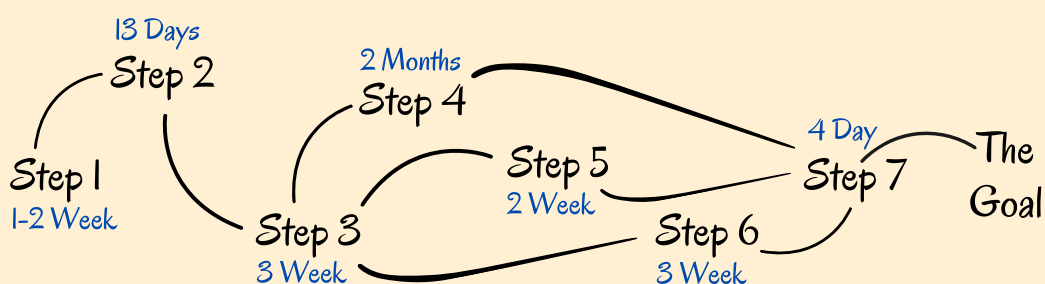 13 Days
Step 2
2 Months
Step 4
Step 1
1-2 Week
Step 3
3 Week
Step 5
2 Week
Step 6
3 Week
4 Day
Step 7
The
Goal